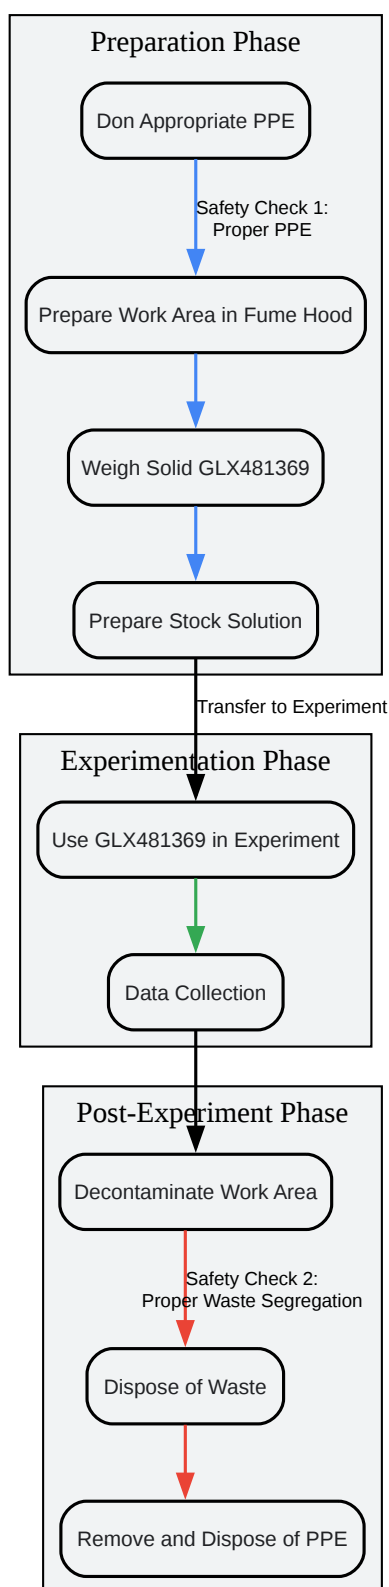 Preparation Phase
Don Appropriate PPE
Safety Check 1:
Proper PPE
Prepare Work Area in Fume Hood
Weigh Solid GLX481369
Prepare Stock Solution
Transfer to Experiment
Experimentation Phase
Use GLX481369 in Experiment
Data Collection
Post-Experiment Phase
Decontaminate Work Area
Safety Check 2:
Proper Waste Segregation
Dispose of Waste
Remove and Dispose of PPE